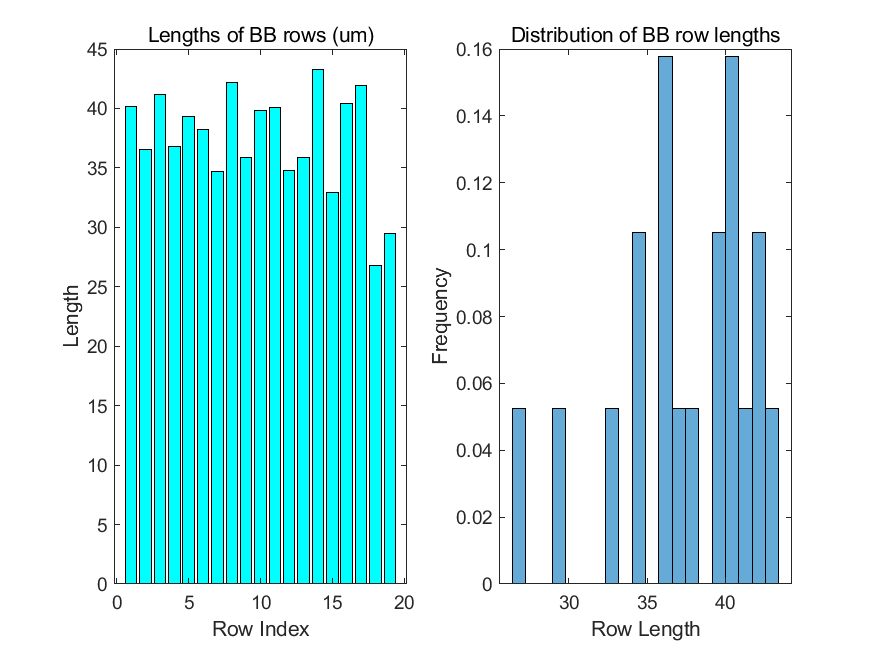 Lengths of BB rows (um)
45
40
35
30
25
20
15
10
5
0
Length
0 5 10 15 20
Row Index
Distribution of BB row lengths
0.16
0.14
0.12
0.1
0.08
0.06
0.04
0.02
0
Frequency
30 35 40
Row Length